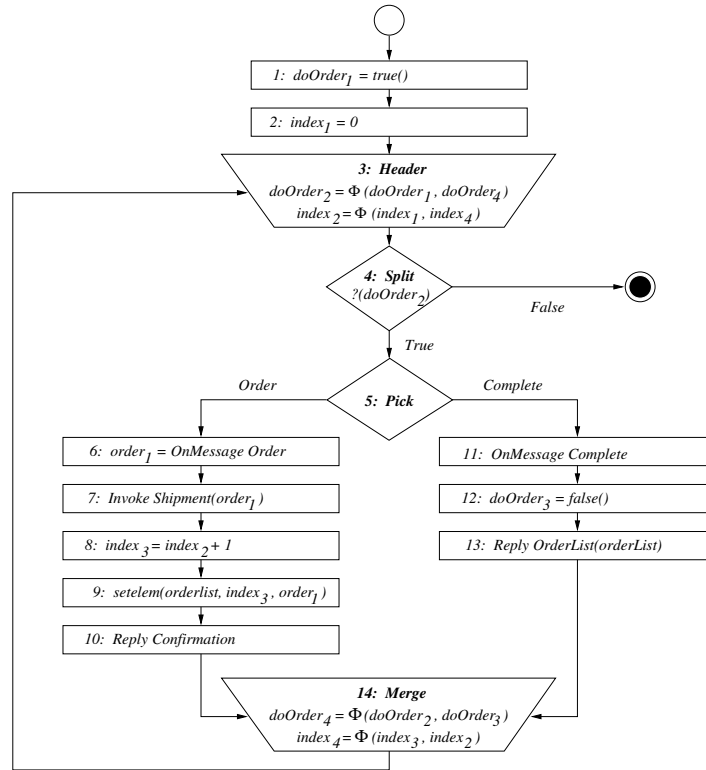 1: doOrder₁ = true()
2: index₁ = 0
3: Header
doOrder₂ = Φ (doOrder₁, doOrder₄)
index₂ = Φ (index₁, index₄)
4: Split
?(doOrder₂)
False
True
Order
Complete
5: Pick
6: order₁ = OnMessage Order
11: OnMessage Complete
7: Invoke Shipment(order₁)
12: doOrder₃ = false()
8: index₃ = index₂ + 1
13: Reply OrderList(orderList)
9: setelem(orderlist, index₃, order₁)
10: Reply Confirmation
14: Merge
doOrder₄ = Φ (doOrder₂, doOrder₃)
index₄ = Φ (index₃, index₂)